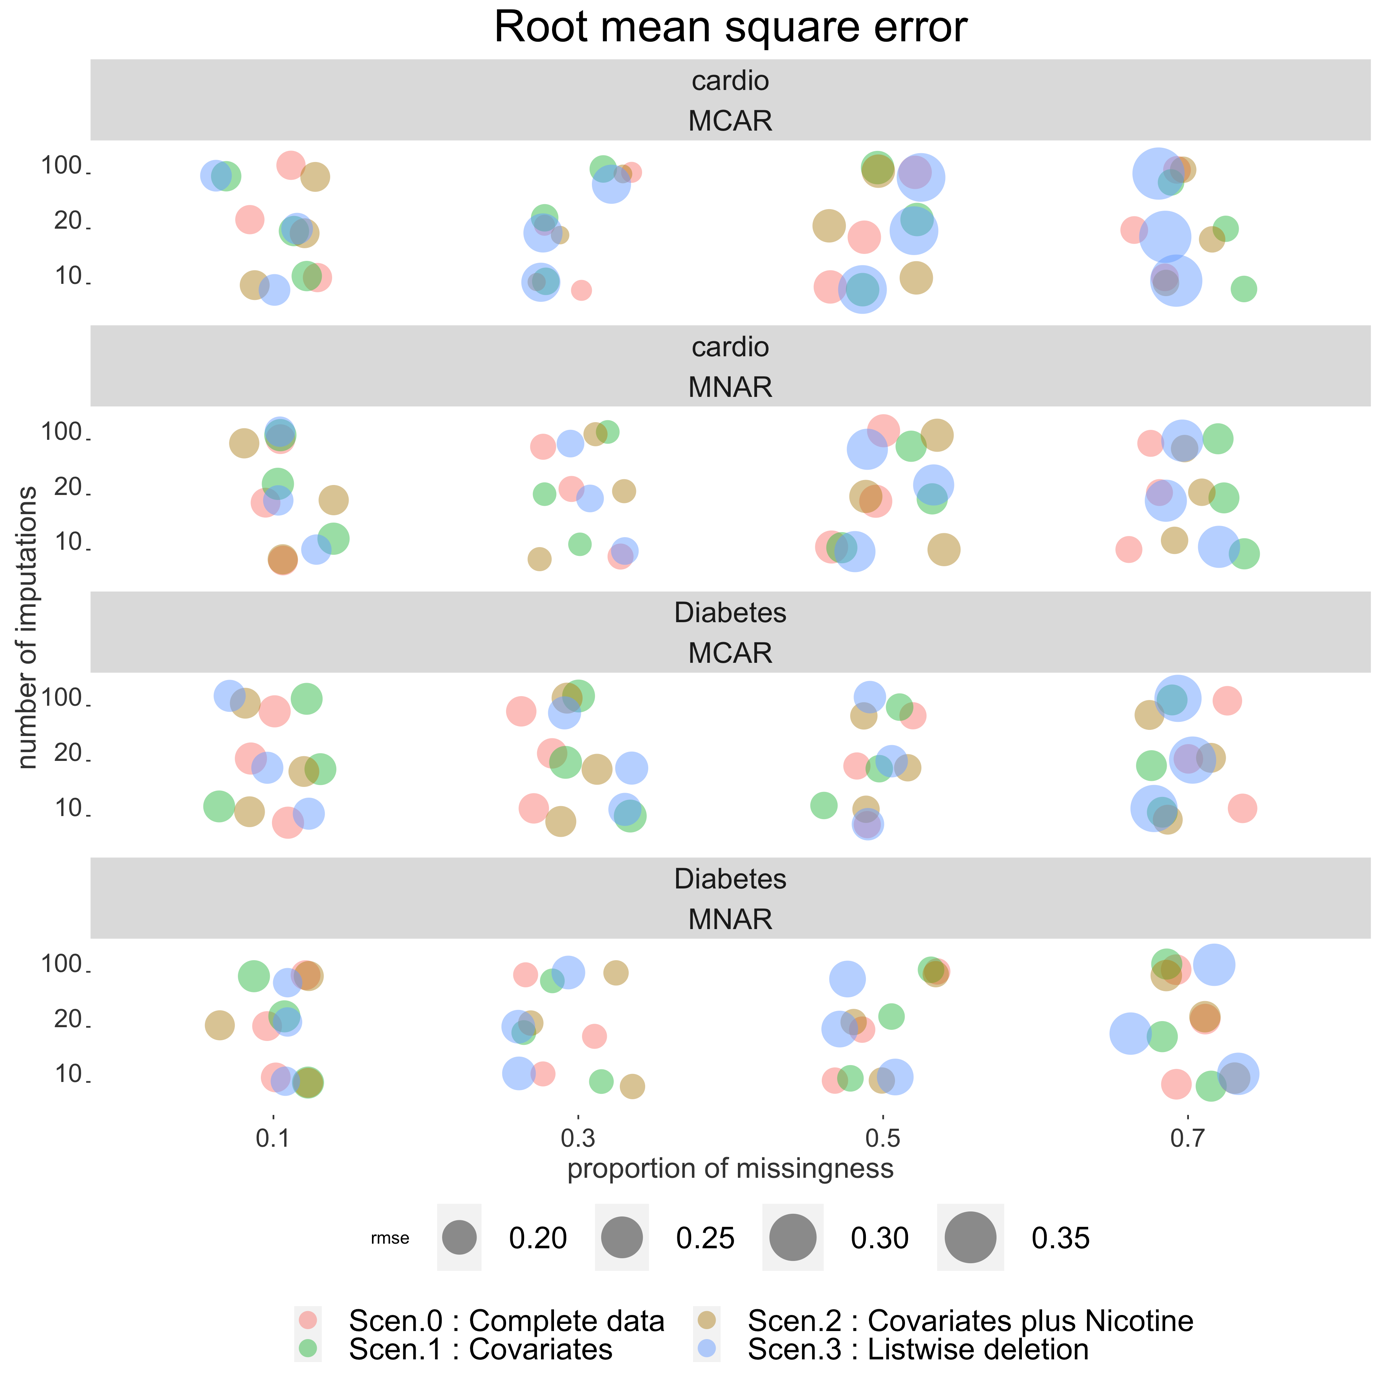 Root mean square error
cardio
MCAR
100
20
10
cardio
MNAR
100
20
10
Diabetes
MCAR
100
20
10
Diabetes
MNAR
100
20
10
number of imputations
0.1 0.3 0.5 0.7
proportion of missingness
rmse 0.20 0.25 0.30 0.35
Scen.0 : Complete data Scen.2 : Covariates plus Nicotine
Scen.1 : Covariates Scen.3 : Listwise deletion